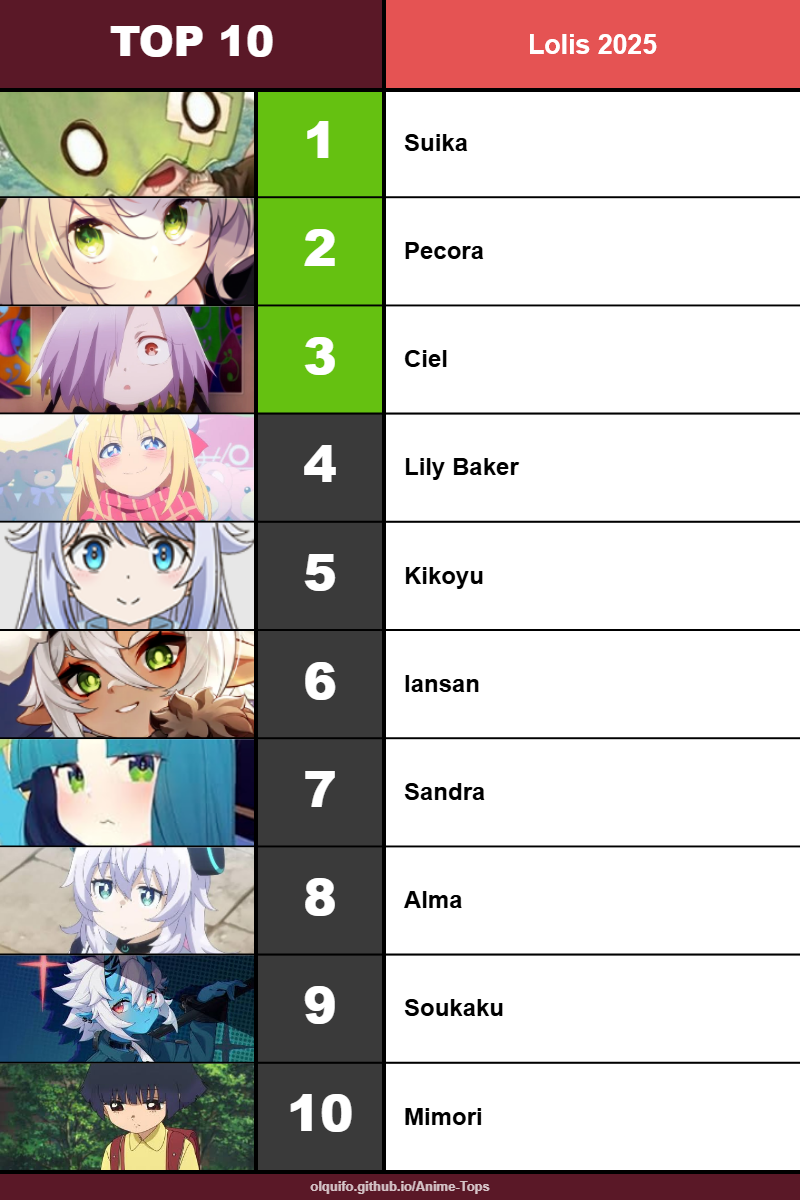 TOP 10
Lolis 2025
1 Suika
2 Pecora
3 Ciel
4 Lily Baker
5 Kikoyu
6 Iansan
7 Sandra
8 Alma
9 Soukaku
10 Mimori
olquifo.github.io/Anime-Tops